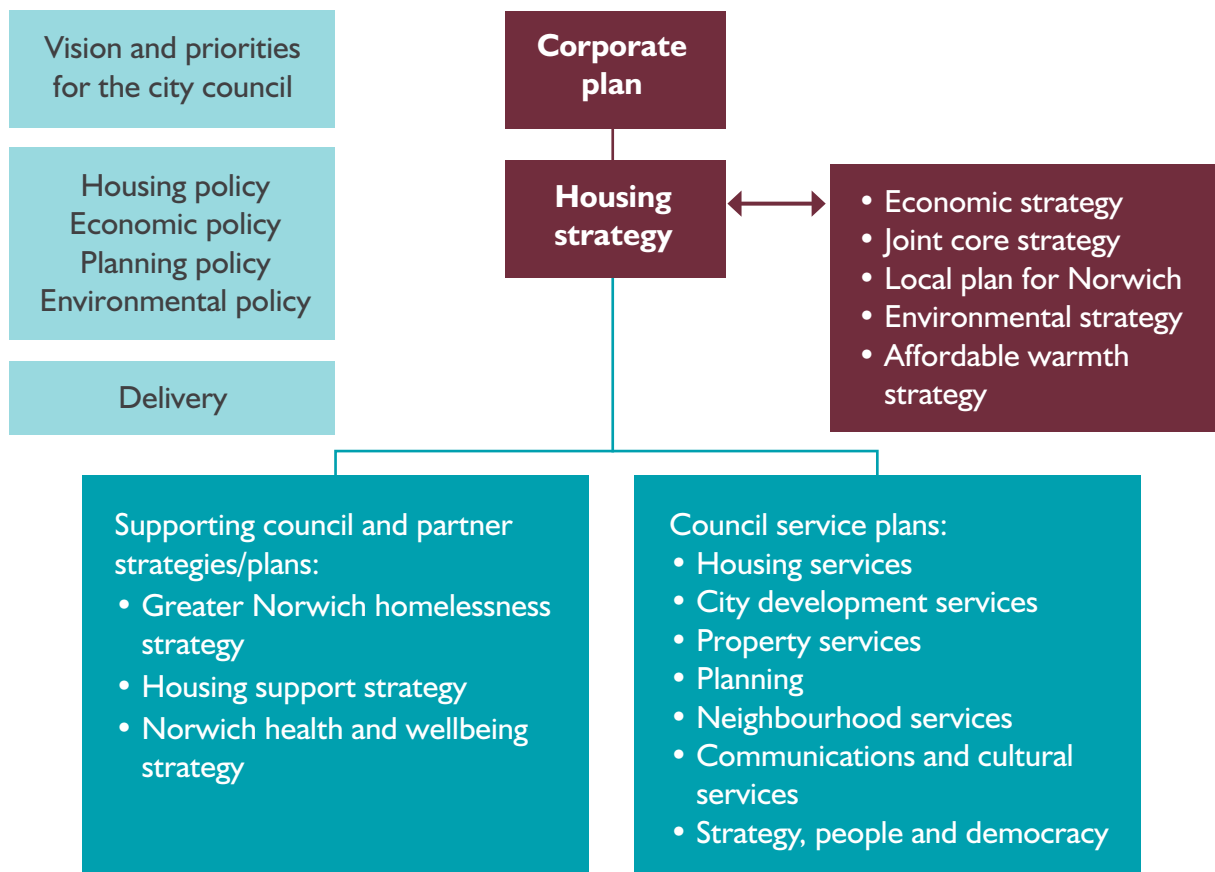 Vision and priorities
for the city council
Corporate
plan
Housing policy
Economic policy
Planning policy
Environmental policy
Housing
strategy
• Economic strategy
• Joint core strategy
• Local plan for Norwich
• Environmental strategy
• Affordable warmth
strategy
Delivery
Supporting council and partner
strategies/plans:
• Greater Norwich homelessness
strategy
• Housing support strategy
• Norwich health and wellbeing
strategy
Council service plans:
• Housing services
• City development services
• Property services
• Planning
• Neighbourhood services
• Communications and cultural
services
• Strategy, people and democracy